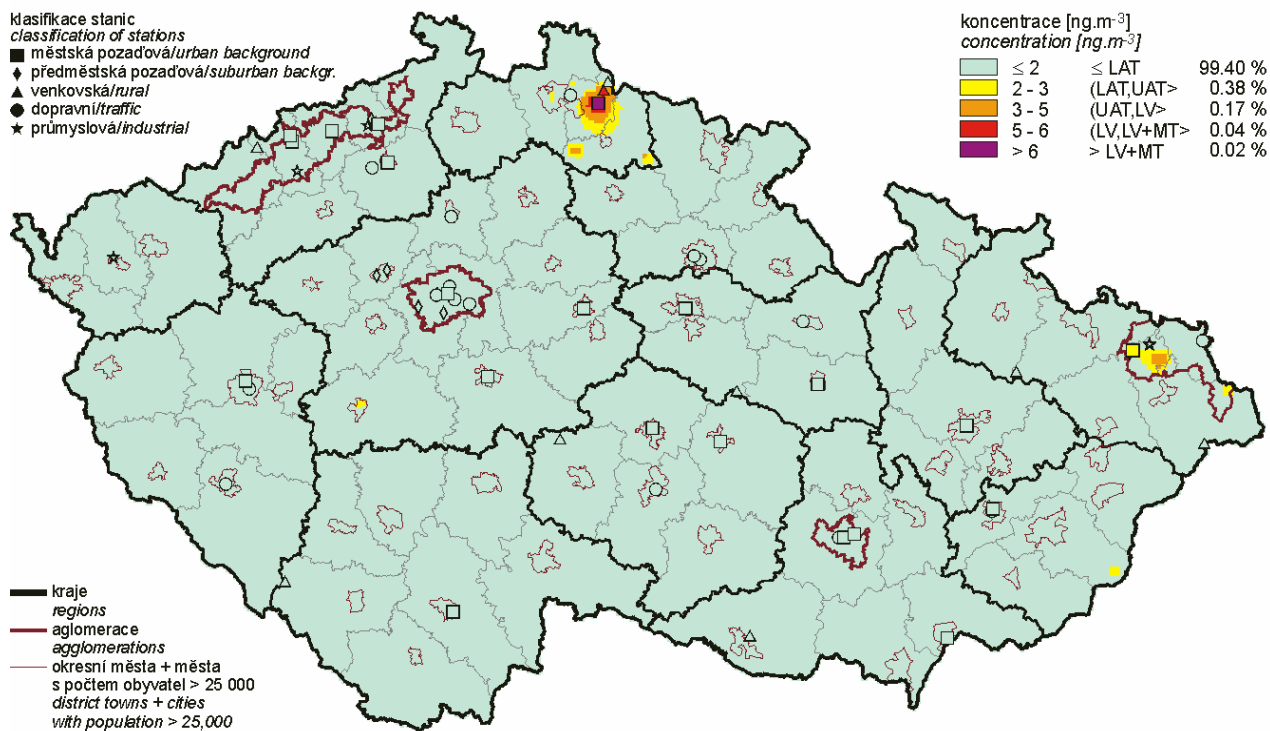 klasifikace stanic
classification of stations
městská pozaďová/urban background
předměstská pozaďová/suburban backgr.
venkovská/rural
dopravní/traffic
průmyslová/industrial
koncentrace [ng.m-3]
concentration [ng.m-3]
≤ 2 ≤ LAT 99.40 %
2 - 3 (LAT,UAT> 0.38 %
3 - 5 (UAT,LV> 0.17 %
5 - 6 (LV,LV+MT> 0.04 %
> 6 > LV+MT 0.02 %
kraje
regions
aglomerace
agglomerations
okresní města + města
s počtem obyvatel > 25 000
district towns + cities
with population > 25,000